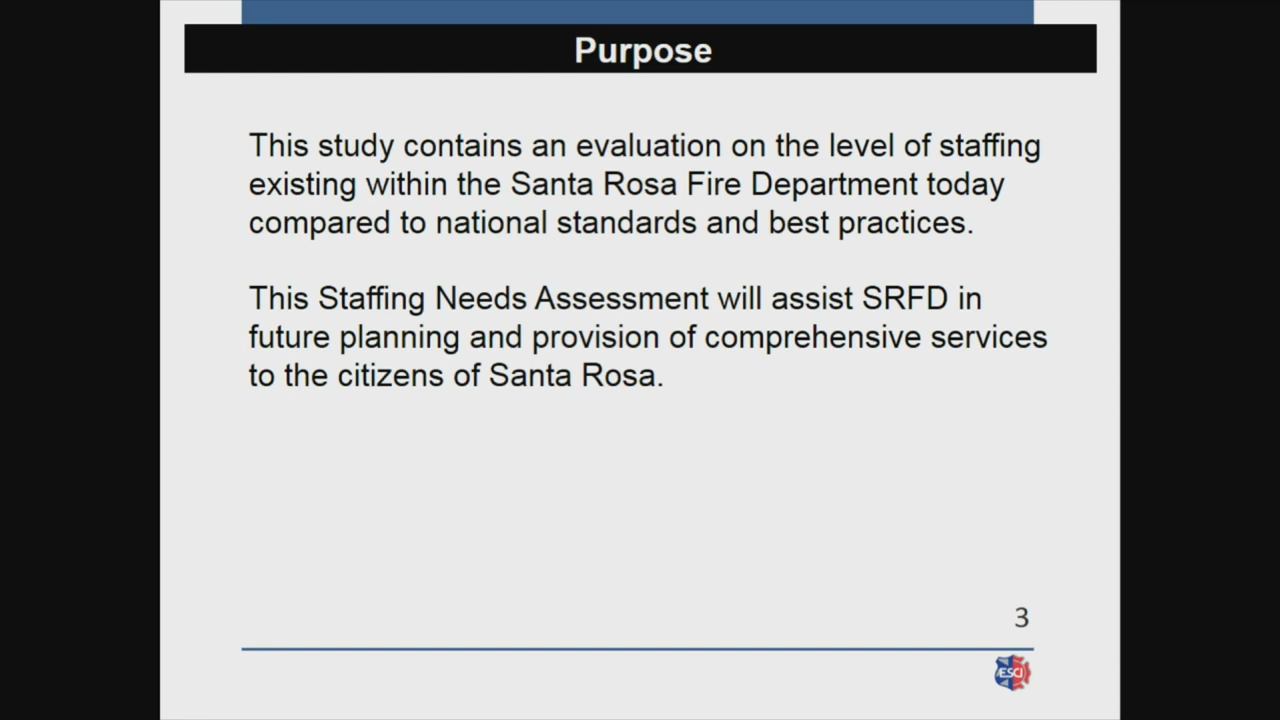 Purpose
This study contains an evaluation on the level of staffing
existing within the Santa Rosa Fire Department today
compared to national standards and best practices.
This Staffing Needs Assessment will assist SRFD in
future planning and provision of comprehensive services
to the citizens of Santa Rosa.
3
ESCI